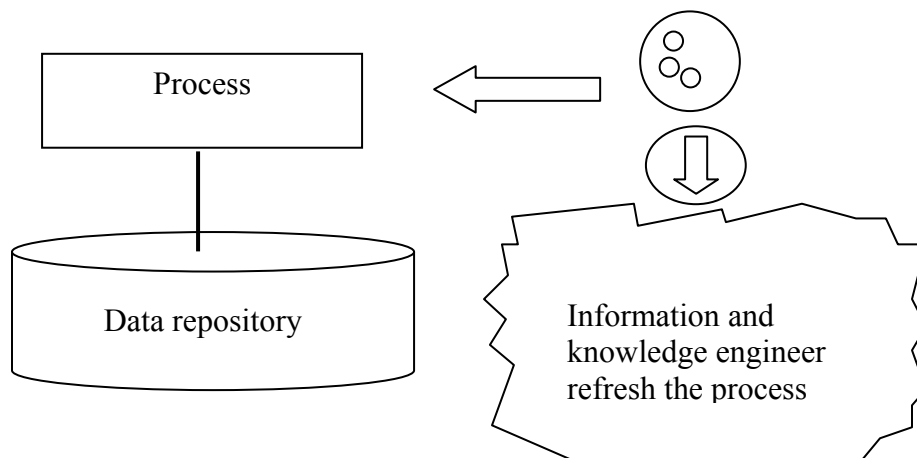 Process
Data repository
Information and
knowledge engineer
refresh the process